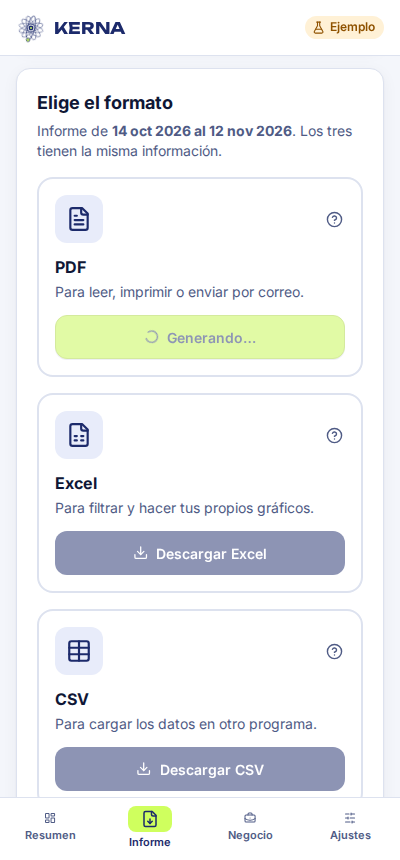 KERNA
Ejemplo
Elige el formato
Informe de 14 oct 2026 al 12 nov 2026. Los tres
tienen la misma información.
PDF
Para leer, imprimir o enviar por correo.
Generando...
Excel
Para filtrar y hacer tus propios gráficos.
Descargar Excel
CSV
Para cargar los datos en otro programa.
Descargar CSV
Resumen
Informe
Negocio
Ajustes